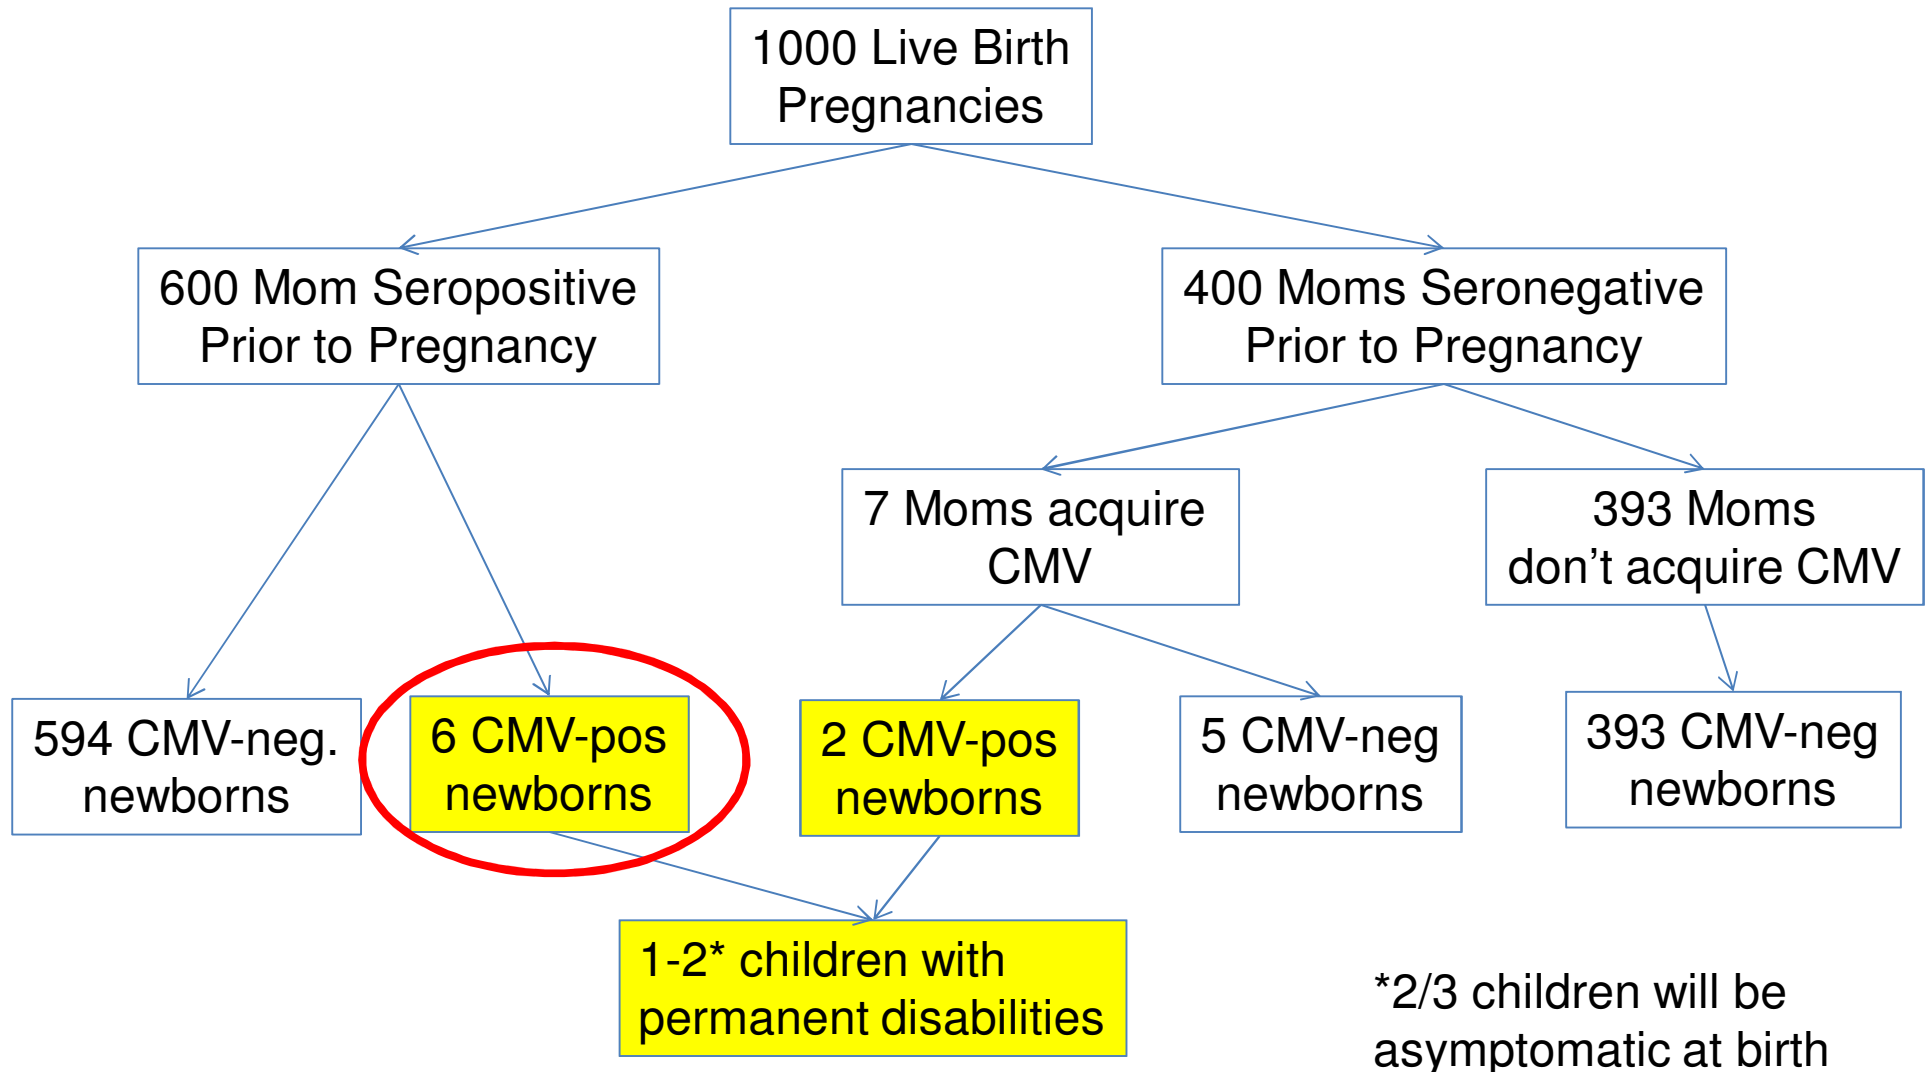 1000 Live Birth
Pregnancies
600 Mom Seropositive
Prior to Pregnancy
400 Moms Seronegative
Prior to Pregnancy
7 Moms acquire
CMV
393 Moms
don’t acquire CMV
594 CMV-neg.
newborns
6 CMV-pos
newborns
2 CMV-pos
newborns
5 CMV-neg
newborns
393 CMV-neg
newborns
1-2* children with
permanent disabilities
*2/3 children will be
asymptomatic at birth